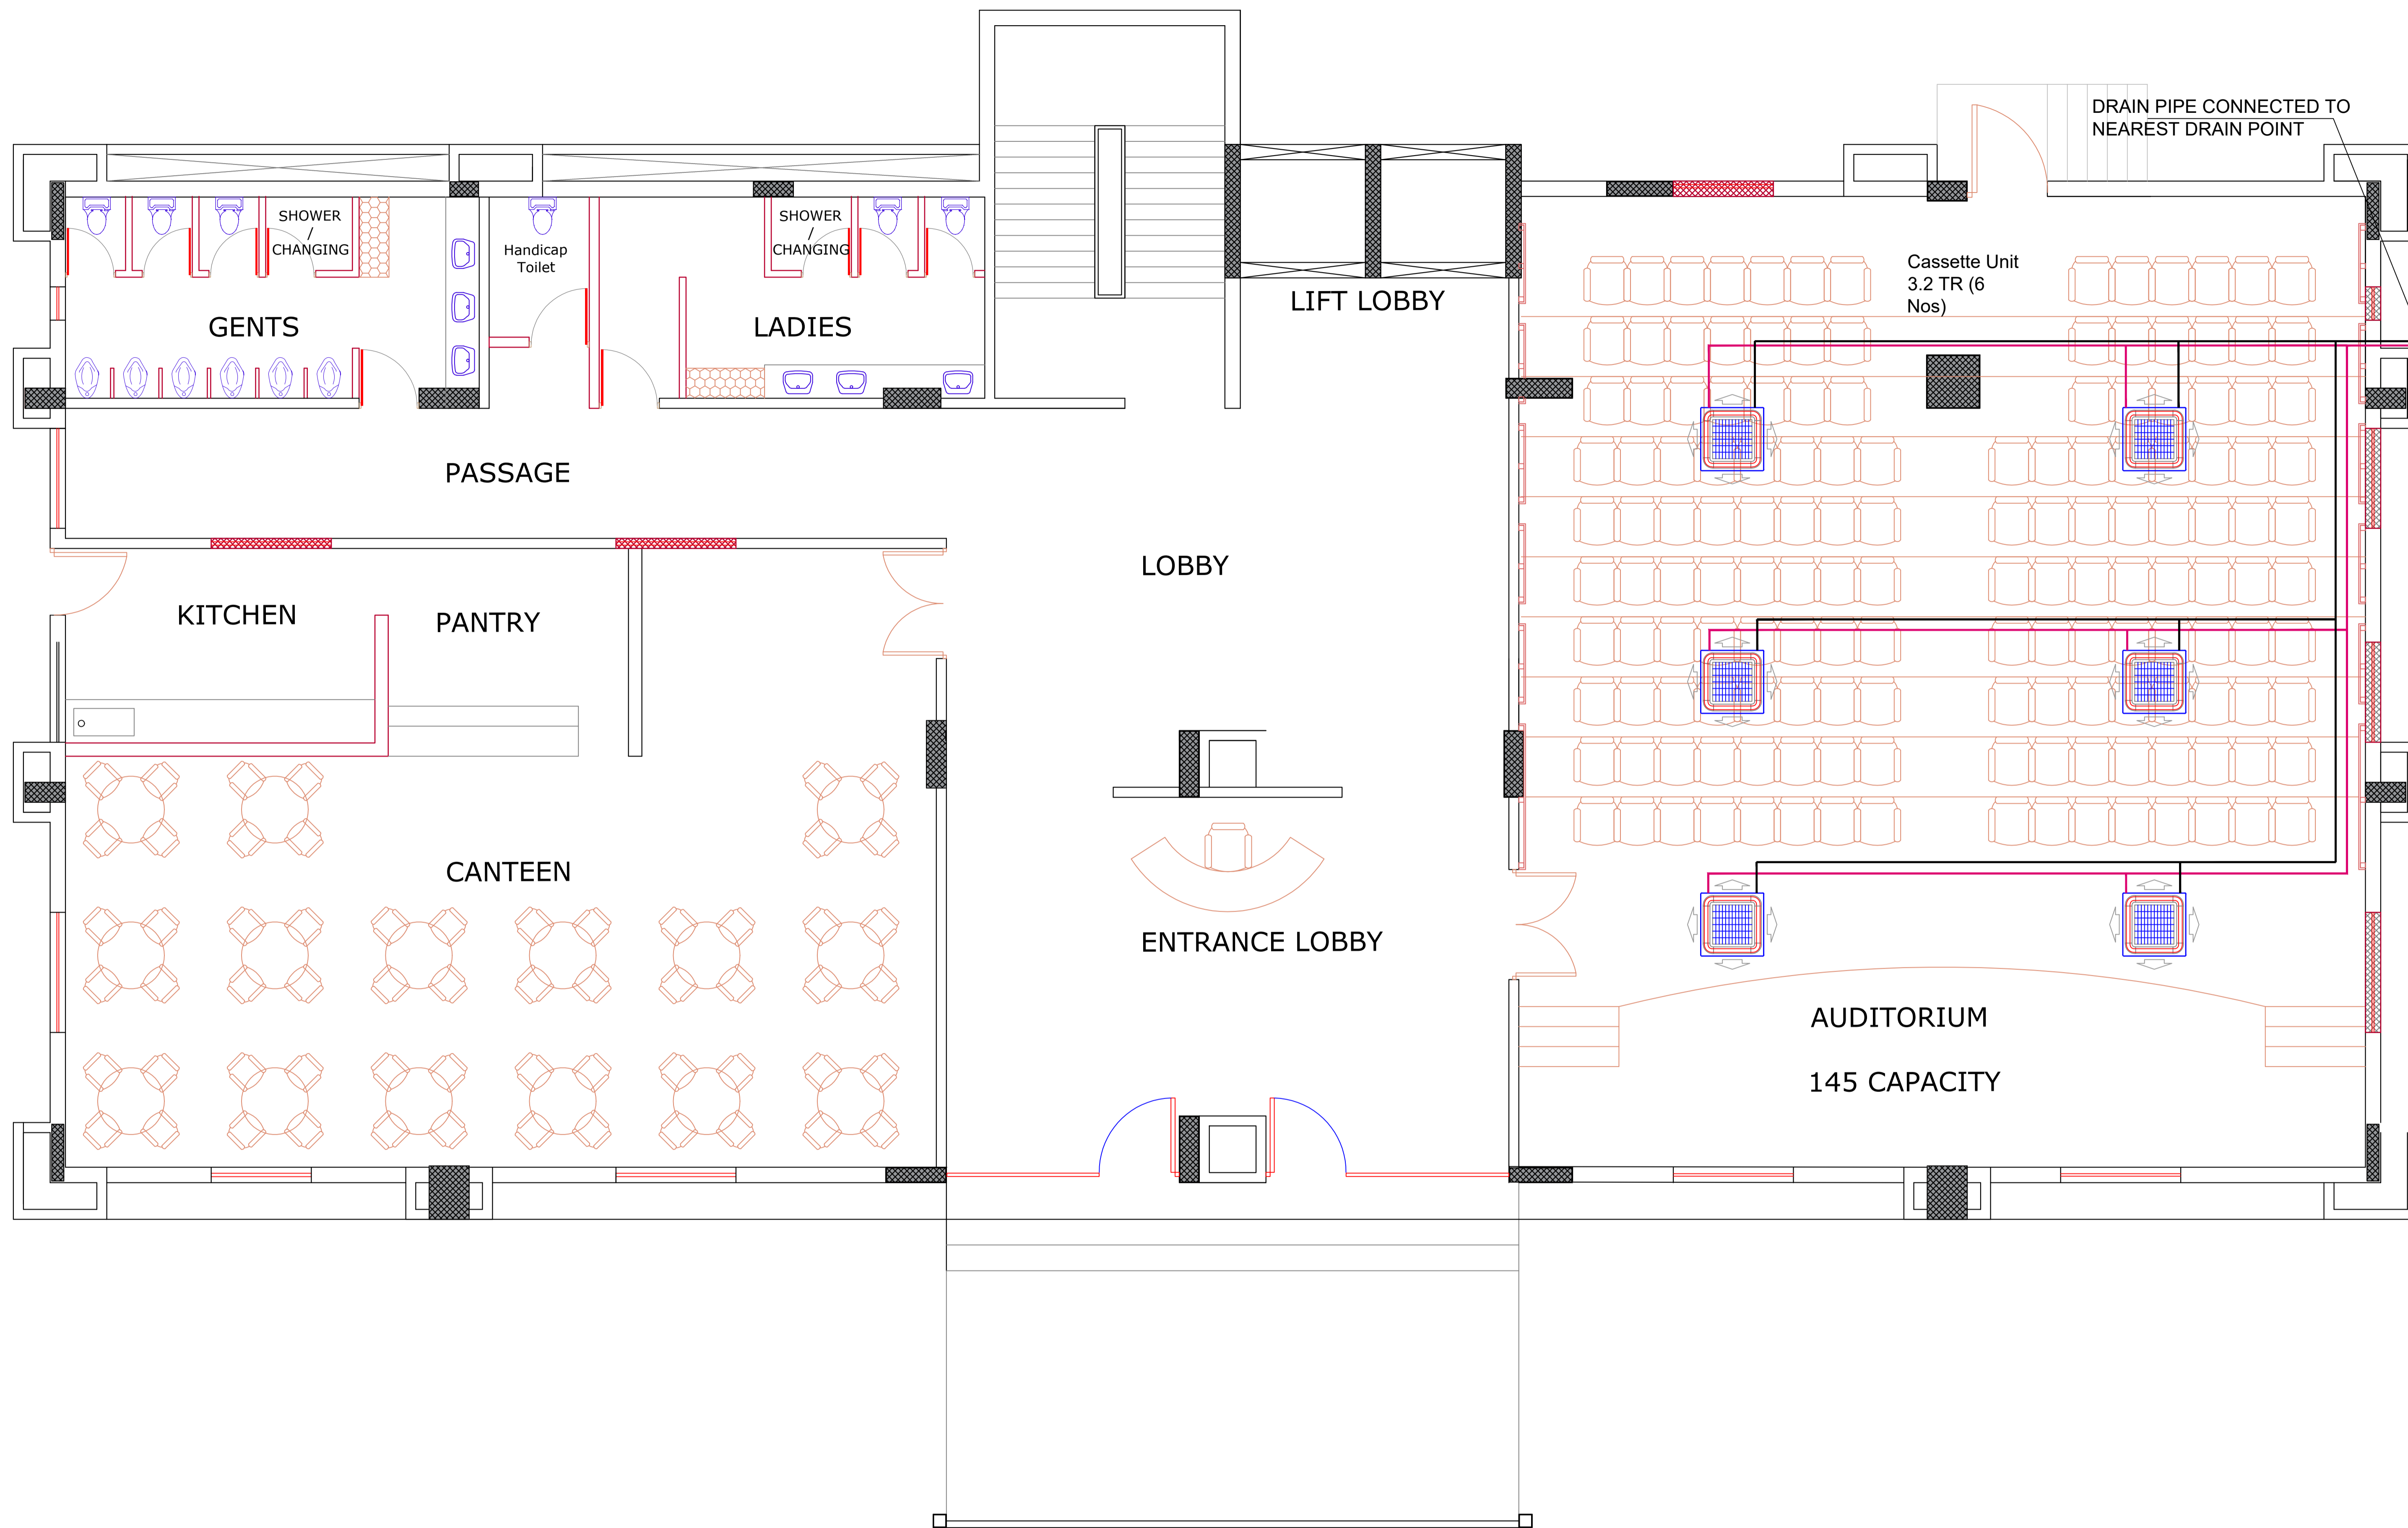 DRAIN PIPE CONNECTED TO
NEAREST DRAIN POINT
SHOWER
/
CHANGING
Handicap
Toilet
SHOWER
/
CHANGING
Cassette Unit
3.2 TR (6
Nos)
LIFT LOBBY
GENTS
LADIES
PASSAGE
LOBBY
KITCHEN
PANTRY
CANTEEN
ENTRANCE LOBBY
AUDITORIUM
145 CAPACITY